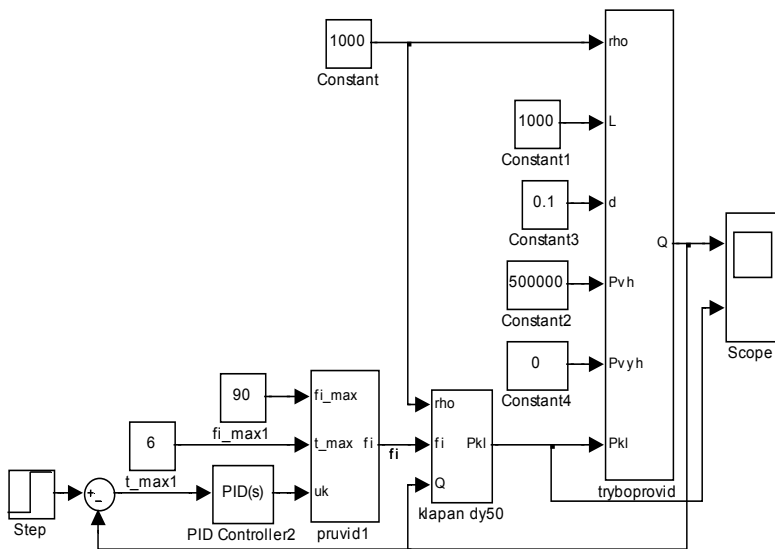 1000
Constant
rho
1000
Constant1
L
0.1
Constant3
d
Q
500000
Constant2
Pvh
Scope
0
Constant4
Pvyh
90
fi_max1
fi_max
rho
6
t_max1
t_max
fi
fi
fi
Pkl
Pkl
tryboprovid
Step
+
−
PID(s)
PID Controller2
uk
pruvid1
Q
klapan dy50